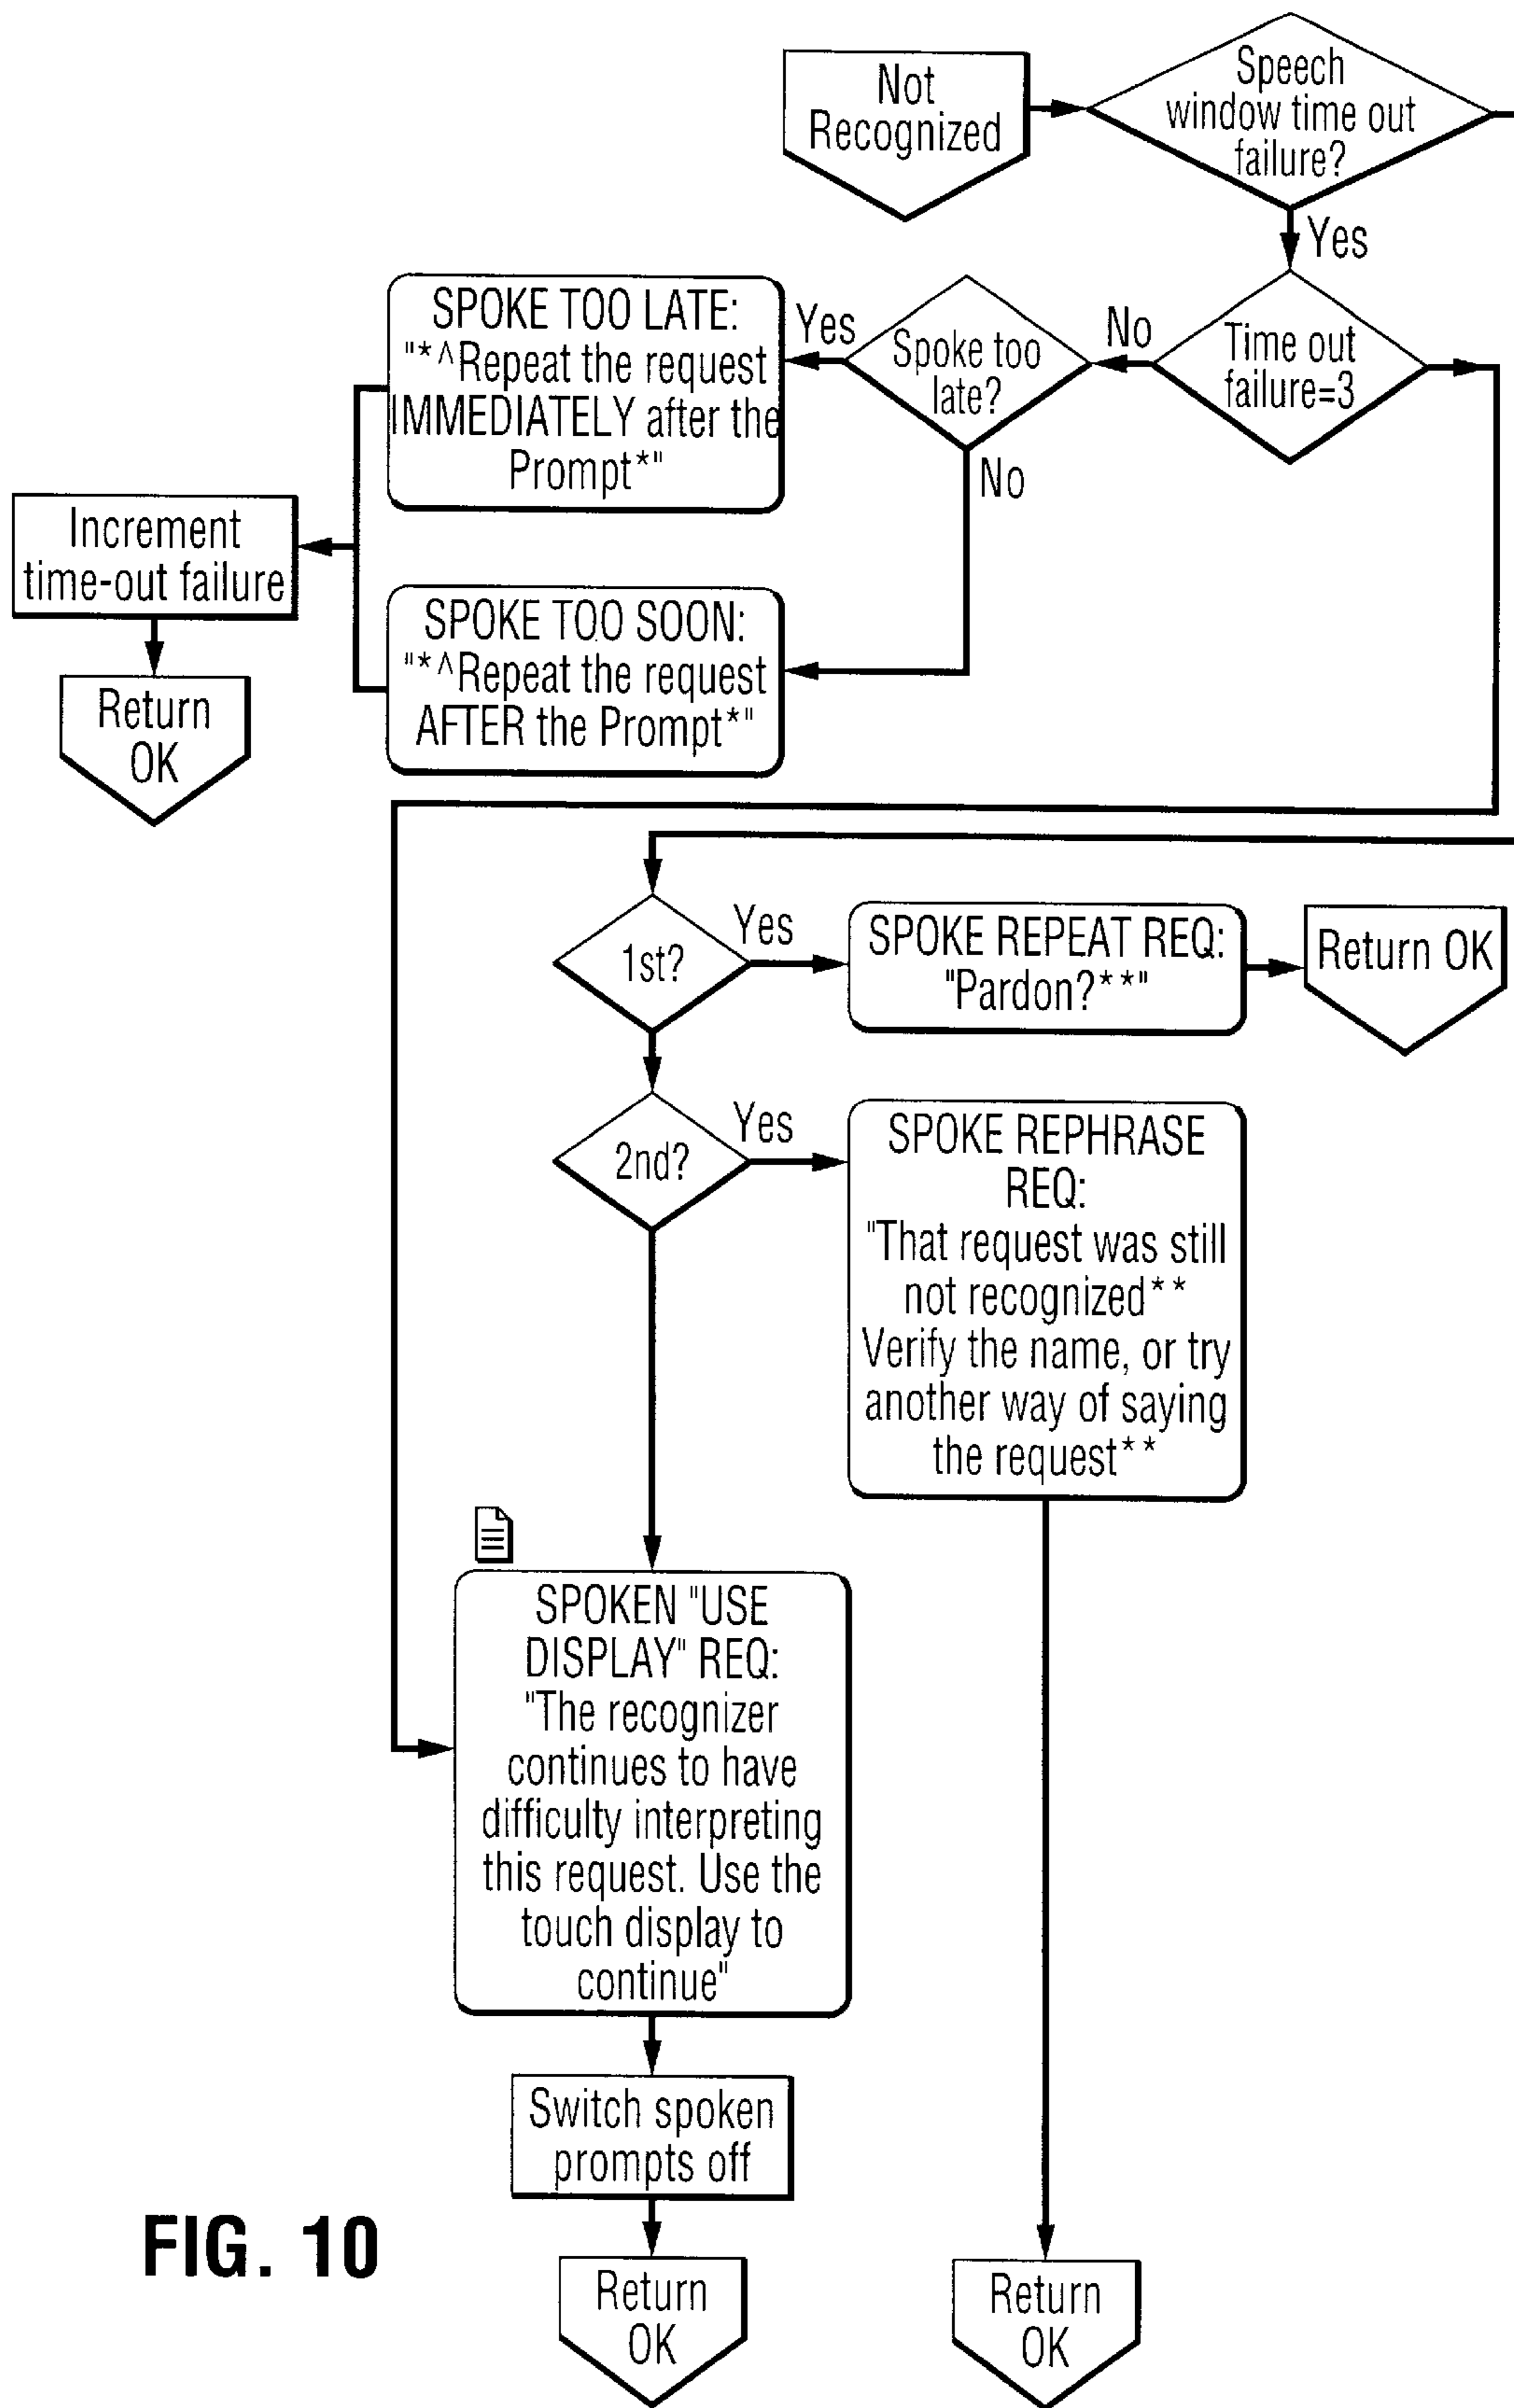 Not
Recognized
Speech
window time out
failure?
Yes
Time out
failure=3
No
Spoke too
late?
Yes
No
SPOKE TOO LATE:
"*^Repeat the request
IMMEDIATELY after the
Prompt*"
SPOKE TOO SOON:
"*^Repeat the request
AFTER the Prompt*"
Increment
time-out failure
Return
OK
1st?
Yes
SPOKE REPEAT REQ:
"Pardon?**"
Return OK
2nd?
Yes
SPOKE REPHRASE
REQ:
"That request was still
not recognized**
Verify the name, or try
another way of saying
the request**
SPOKEN "USE
DISPLAY" REQ:
"The recognizer
continues to have
difficulty interpreting
this request. Use the
touch display to
continue"
Switch spoken
prompts off
Return
OK
Return
OK
FIG. 10